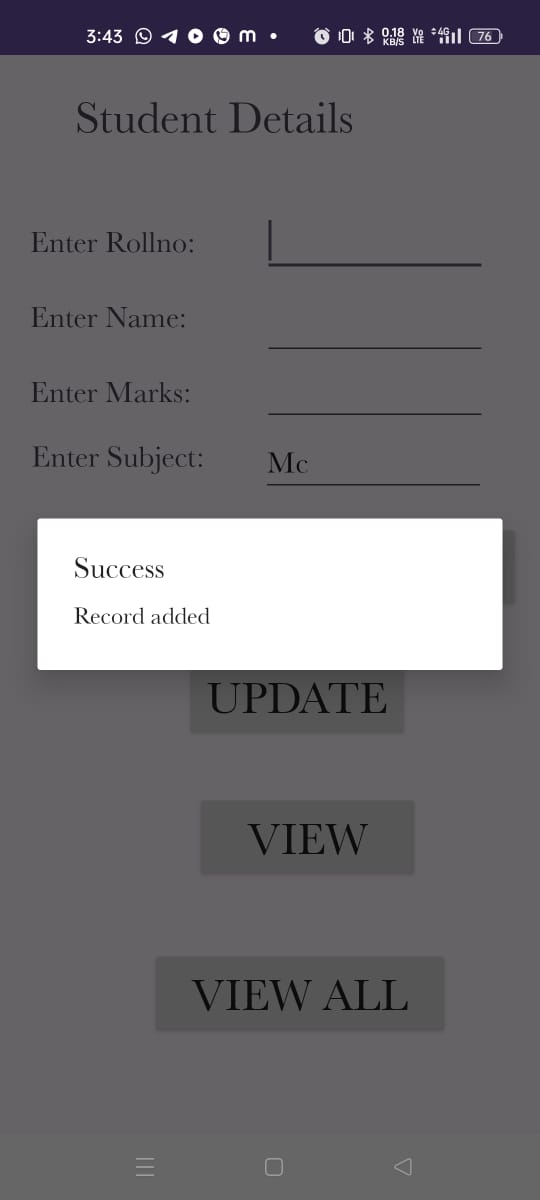 3:43 m 0.18 KB/S Vo LTE 4G 76
Student Details
Enter Rollno:
Enter Name:
Enter Marks:
Enter Subject: Mc
Success
Record added
UPDATE
VIEW
VIEW ALL